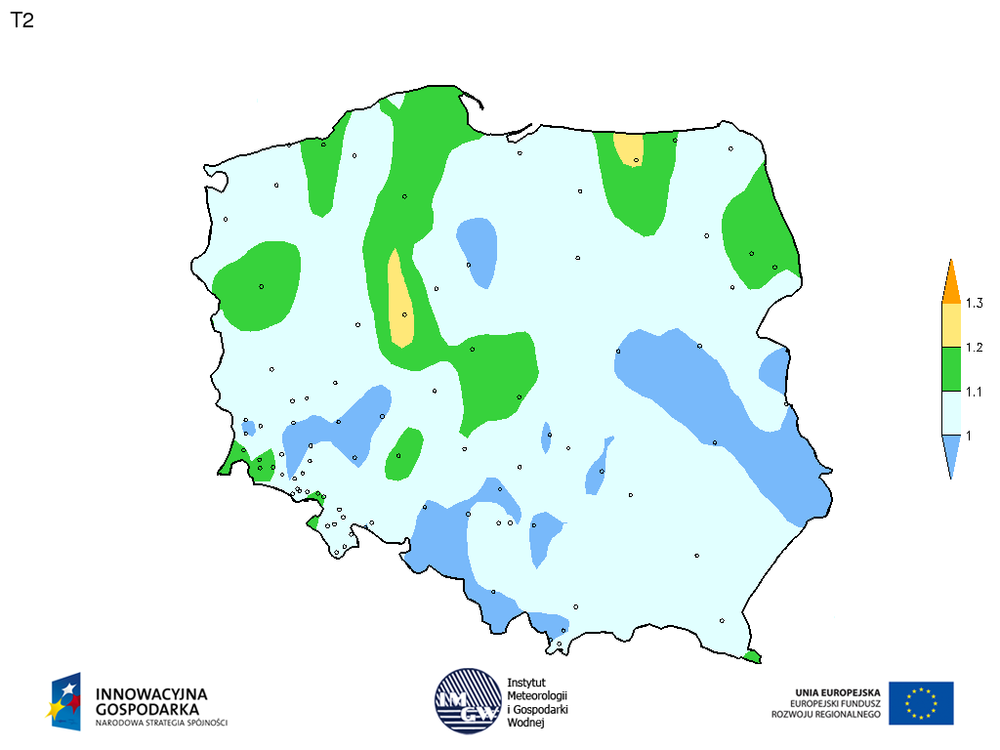 T2
1.3
1.2
1.1
1
INNOWACYJNA
GOSPODARKA
NARODOWA STRATEGIA SPÓJNOŚCI
IMGW
Instytut
Meteorologii
i Gospodarki
Wodnej
UNIA EUROPEJSKA
EUROPEJSKI FUNDUSZ
ROZWOJU REGIONALNEGO